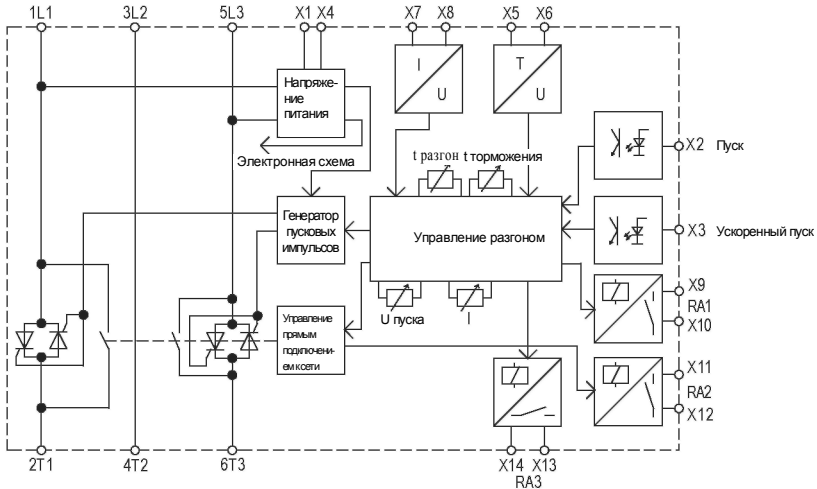 1L1 3L2 5L3 X1 X4 X7 X8 X5 X6
Напряже-
ние
питания
I U
T U
Электронная схема
t разгон t торможения
X2 Пуск
Генератор
пусковых
импульсов
Управление разгоном
X3 Ускоренный пуск
U пуска I
X9
RA1
X10
Управление
прямым
подключени-
ем к сети
X11
RA2
X12
2T1 4T2 6T3 X14 X13
RA3